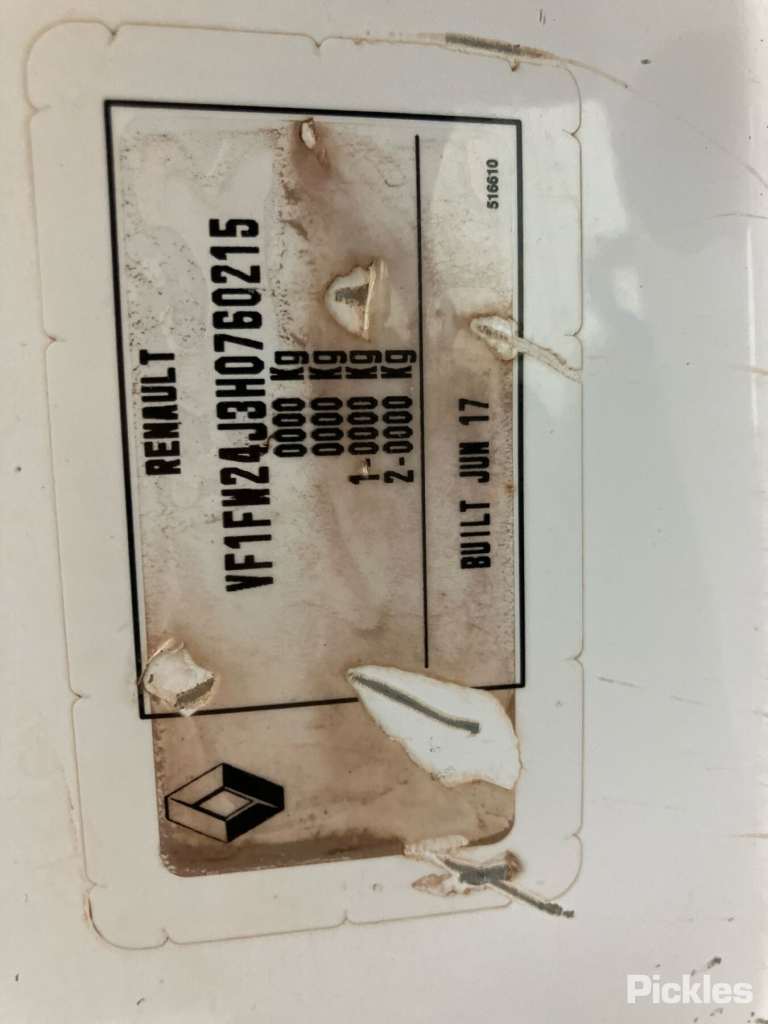 RENAULT
VF1FW24J3H0760215
0000 Kg
0000 Kg
1-0000 Kg
2-0000 Kg
BUILT JUN 17
516610
Pickles